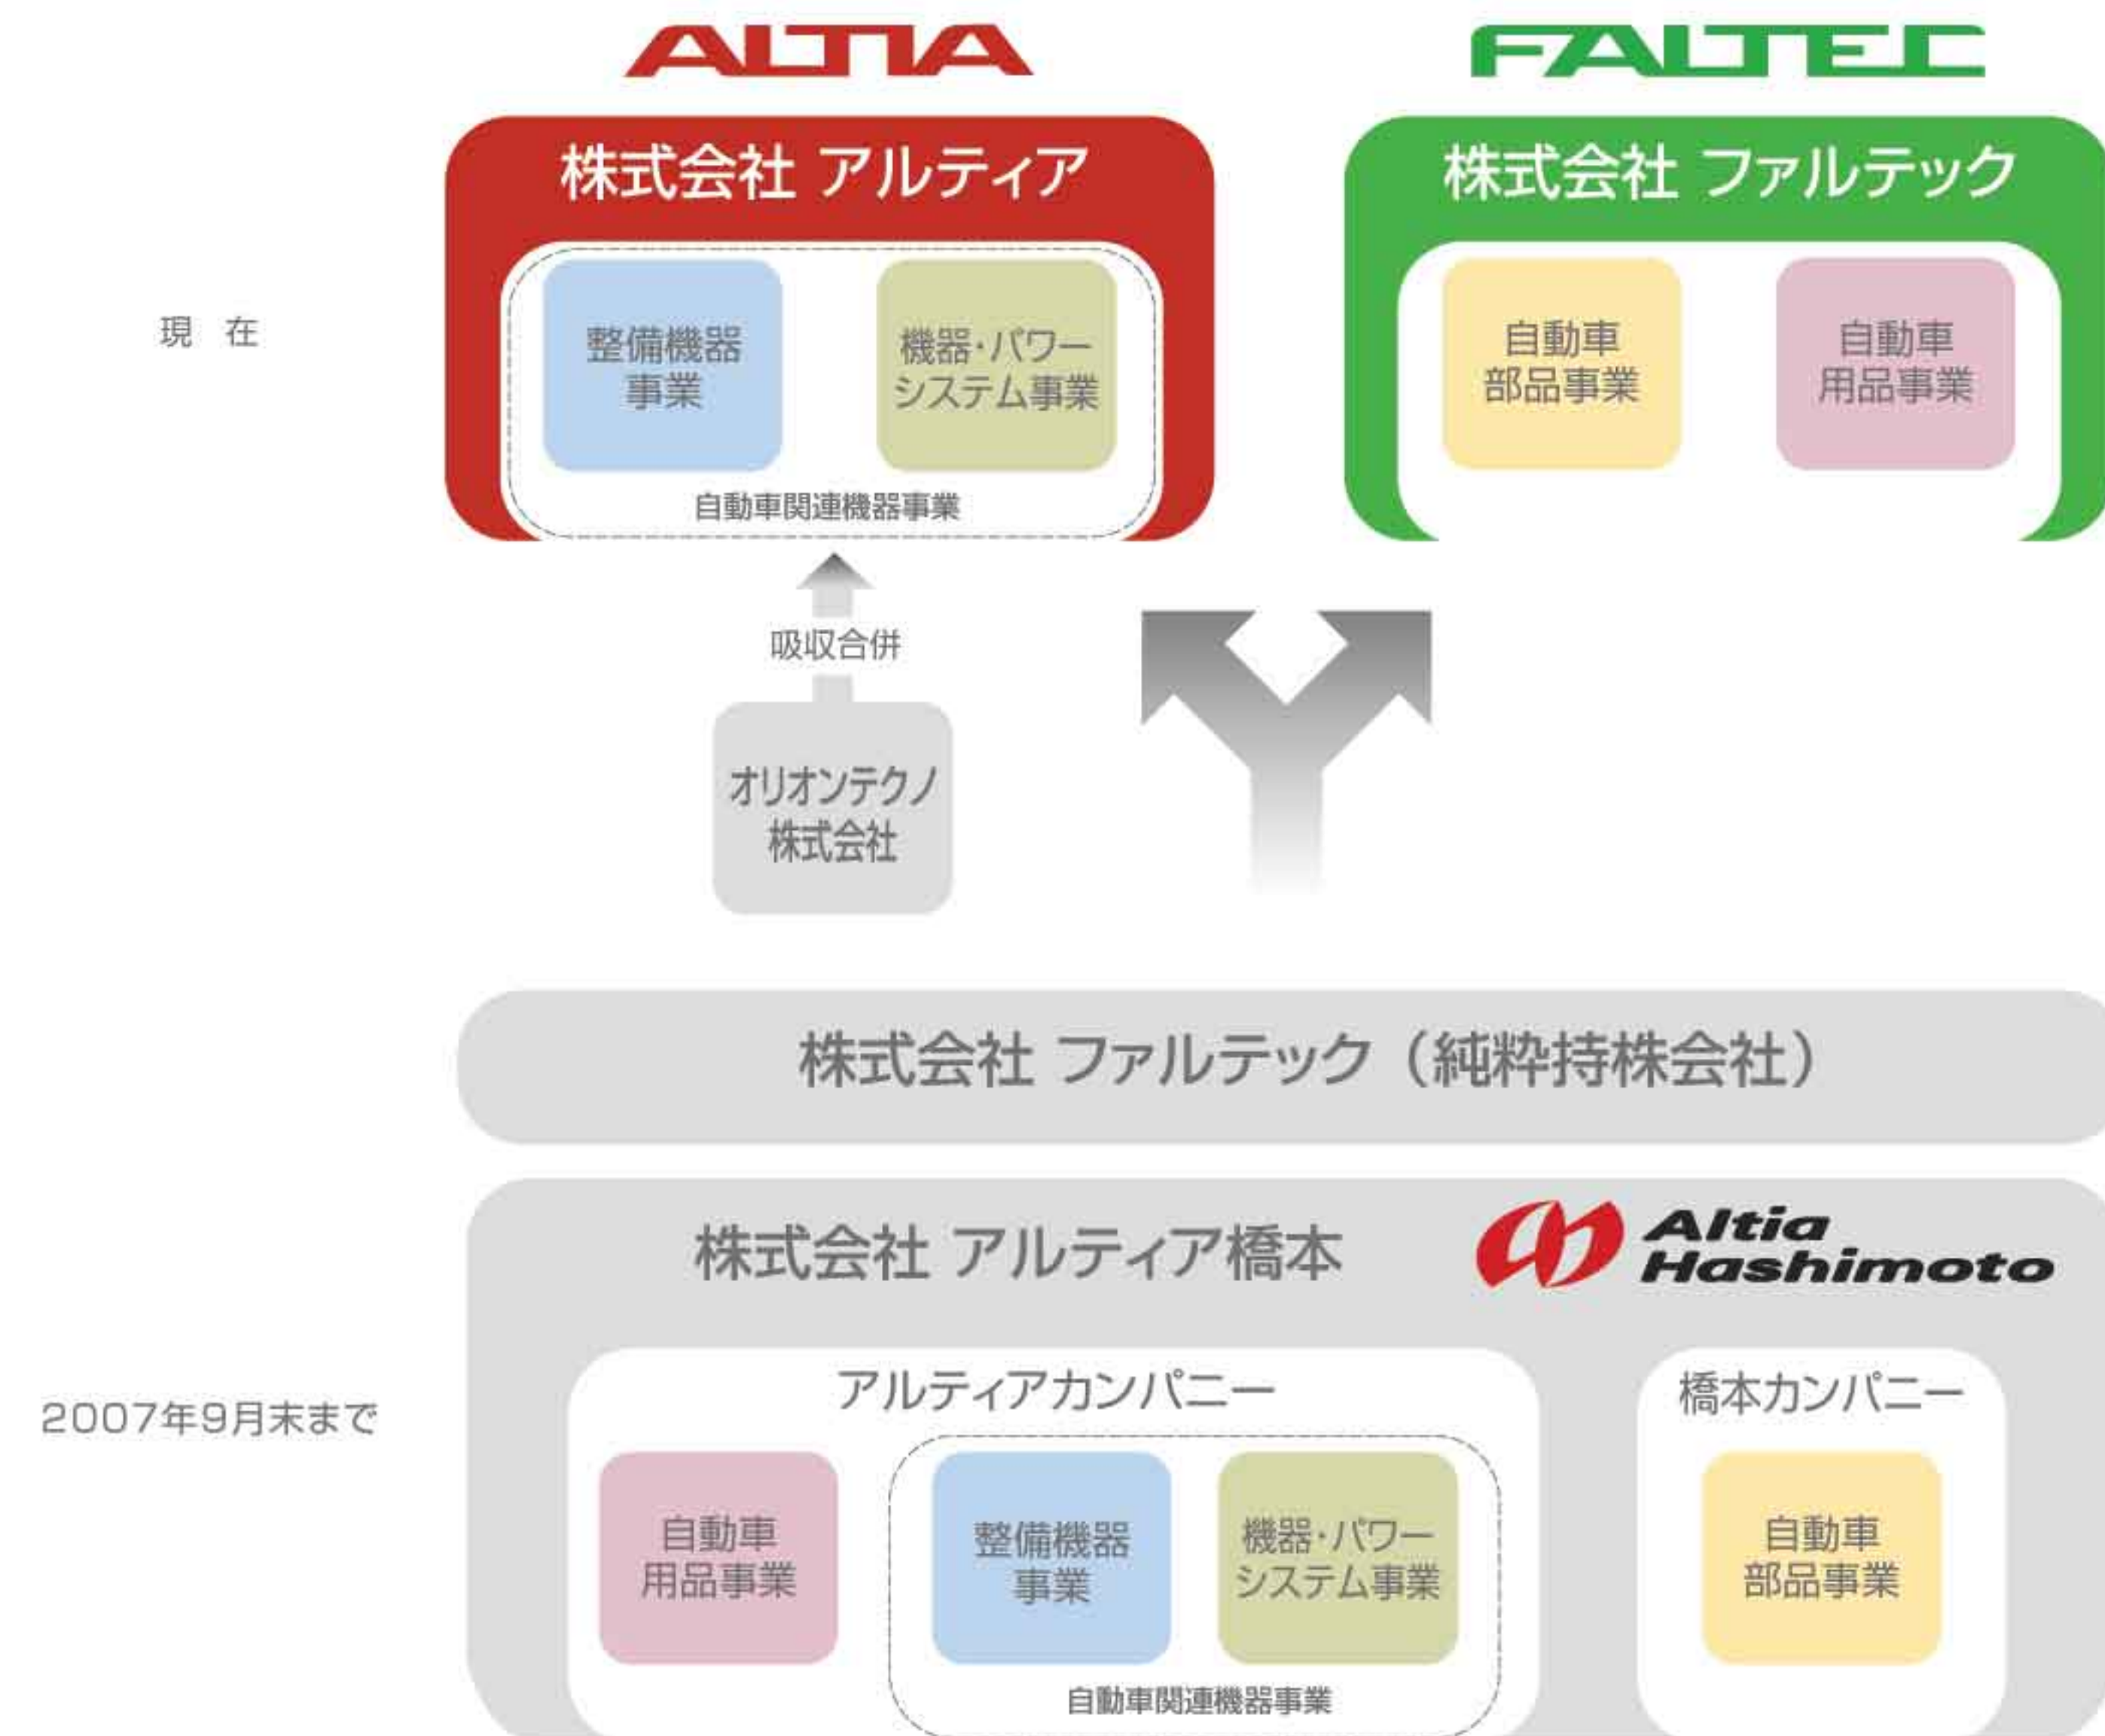 ALTIA
FALTEC
株式会社 アルティア
株式会社 ファルテック
現 在
整備機器
事業
機器・パワー
システム事業
自動車関連機器事業
自動車
部品事業
自動車
用品事業
吸収合併
オリオンテクノ
株式会社
株式会社 ファルテック（純粋持株会社）
株式会社 アルティア橋本
Altia
Hashimoto
2007年9月末まで
アルティアカンパニー
自動車
用品事業
整備機器
事業
機器・パワー
システム事業
自動車関連機器事業
橋本カンパニー
自動車
部品事業